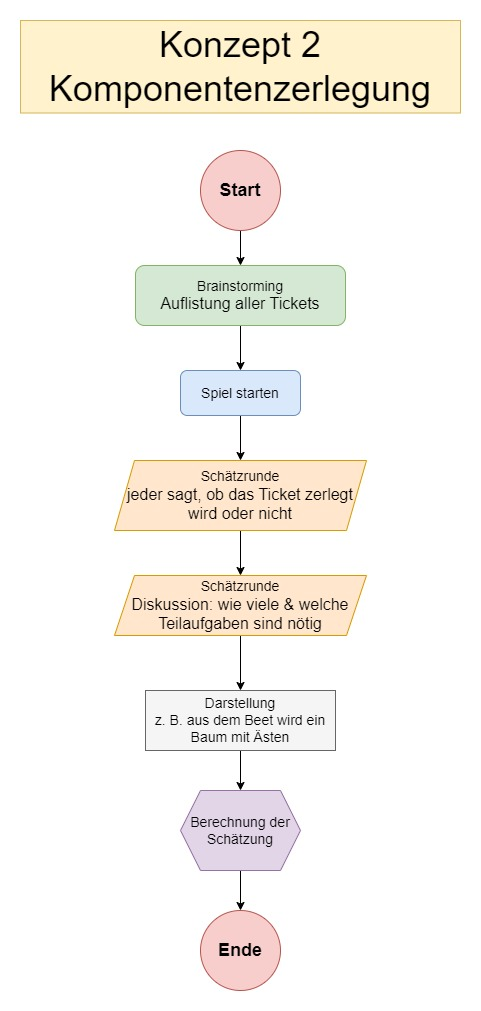 Konzept 2
Komponentenzerlegung
Start
Brainstorming
Auflistung aller Tickets
Spiel starten
Schätzrunde
jeder sagt, ob das Ticket zerlegt
wird oder nicht
Schätzrunde
Diskussion: wie viele & welche
Teilaufgaben sind nötig
Darstellung
z. B. aus dem Beet wird ein
Baum mit Ästen
Berechnung der
Schätzung
Ende